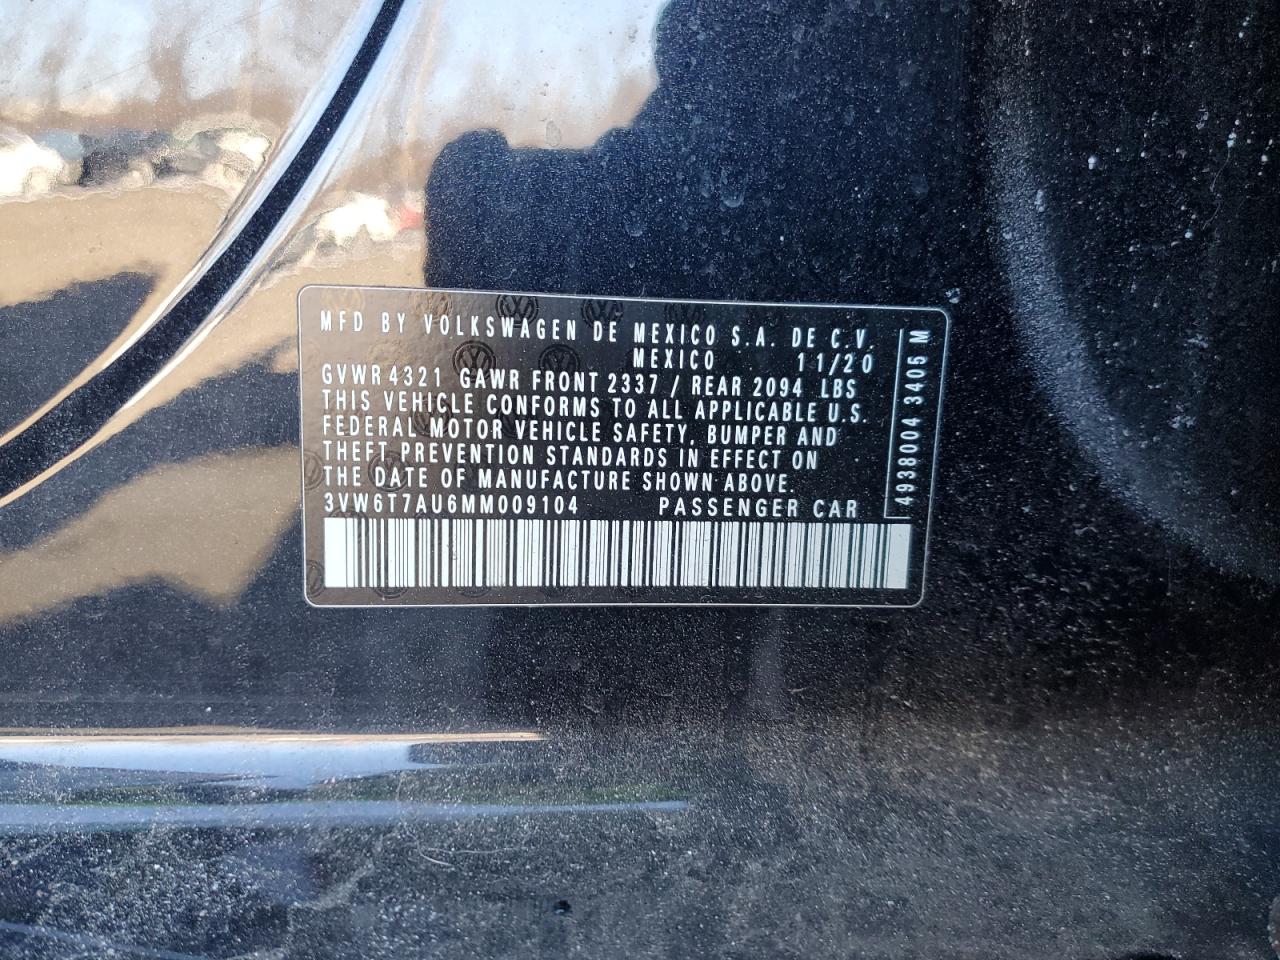 MFD BY VOLKSWAGEN DE MEXICO S.A. DE C.V.
MEXICO 11/20
GVWR 4321 GAWR FRONT 2337 / REAR 2094 LBS
THIS VEHICLE CONFORMS TO ALL APPLICABLE U.S.
FEDERAL MOTOR VEHICLE SAFETY, BUMPER AND
THEFT PREVENTION STANDARDS IN EFFECT ON
THE DATE OF MANUFACTURE SHOWN ABOVE.
3VW6T7AU6MM009104 PASSENGER CAR
4938004 3405 M